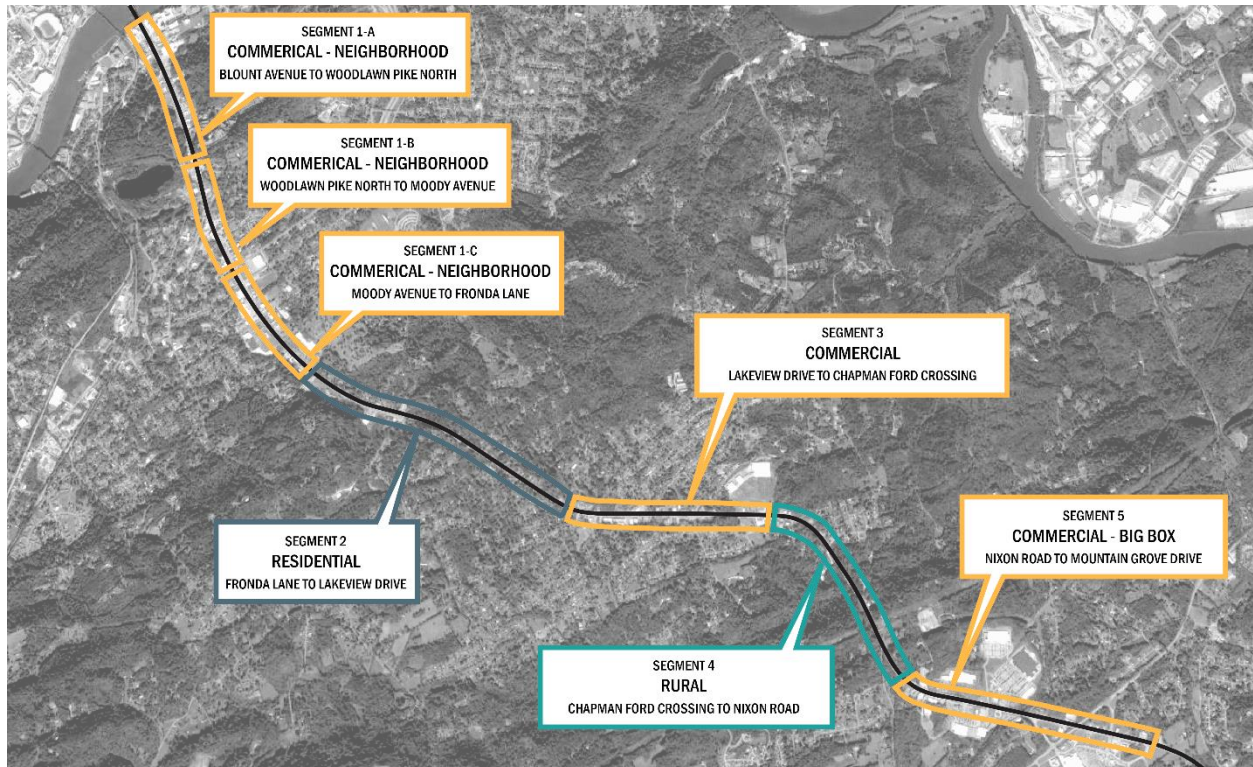 SEGMENT 1-A
COMMERICAL - NEIGHBORHOOD
BLOUNT AVENUE TO WOODLAWN PIKE NORTH
SEGMENT 1-B
COMMERICAL - NEIGHBORHOOD
WOODLAWN PIKE NORTH TO MOODY AVENUE
SEGMENT 1-C
COMMERICAL - NEIGHBORHOOD
MOODY AVENUE TO FRONDA LANE
SEGMENT 3
COMMERCIAL
LAKEVIEW DRIVE TO CHAPMAN FORD CROSSING
SEGMENT 2
RESIDENTIAL
FRONDA LANE TO LAKEVIEW DRIVE
SEGMENT 5
COMMERCIAL - BIG BOX
NIXON ROAD TO MOUNTAIN GROVE DRIVE
SEGMENT 4
RURAL
CHAPMAN FORD CROSSING TO NIXON ROAD